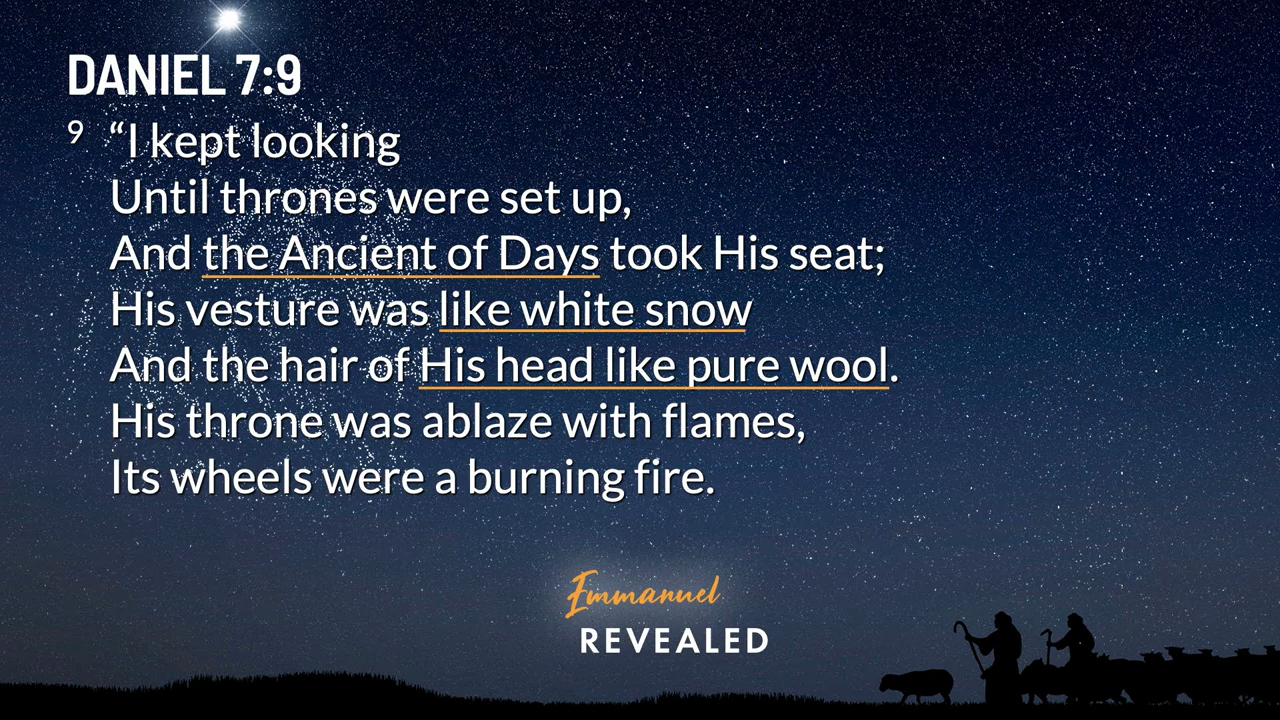 DANIEL 7:9
9 “I kept looking
Until thrones were set up,
And the Ancient of Days took His seat;
His vesture was like white snow
And the hair of His head like pure wool.
His throne was ablaze with flames,
Its wheels were a burning fire.
Emmanuel
REVEALED